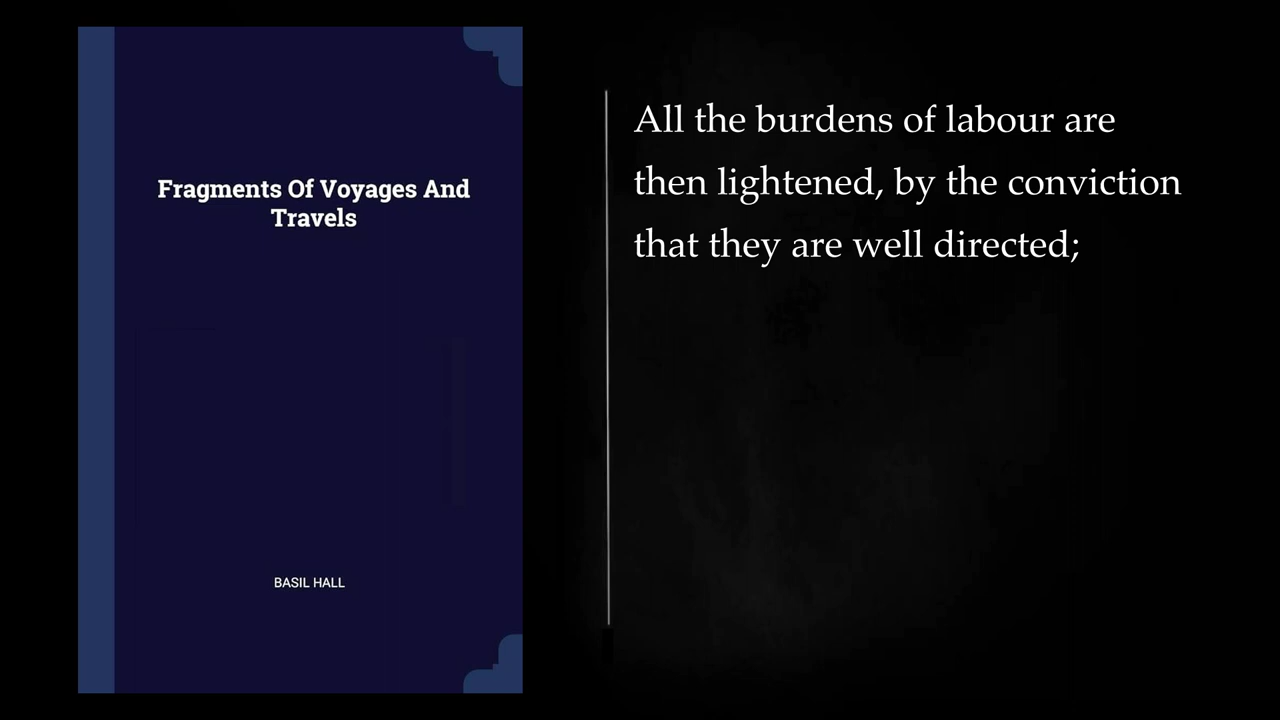 Fragments Of Voyages And
Travels
BASIL HALL
All the burdens of labour are
then lightened, by the conviction
that they are well directed;